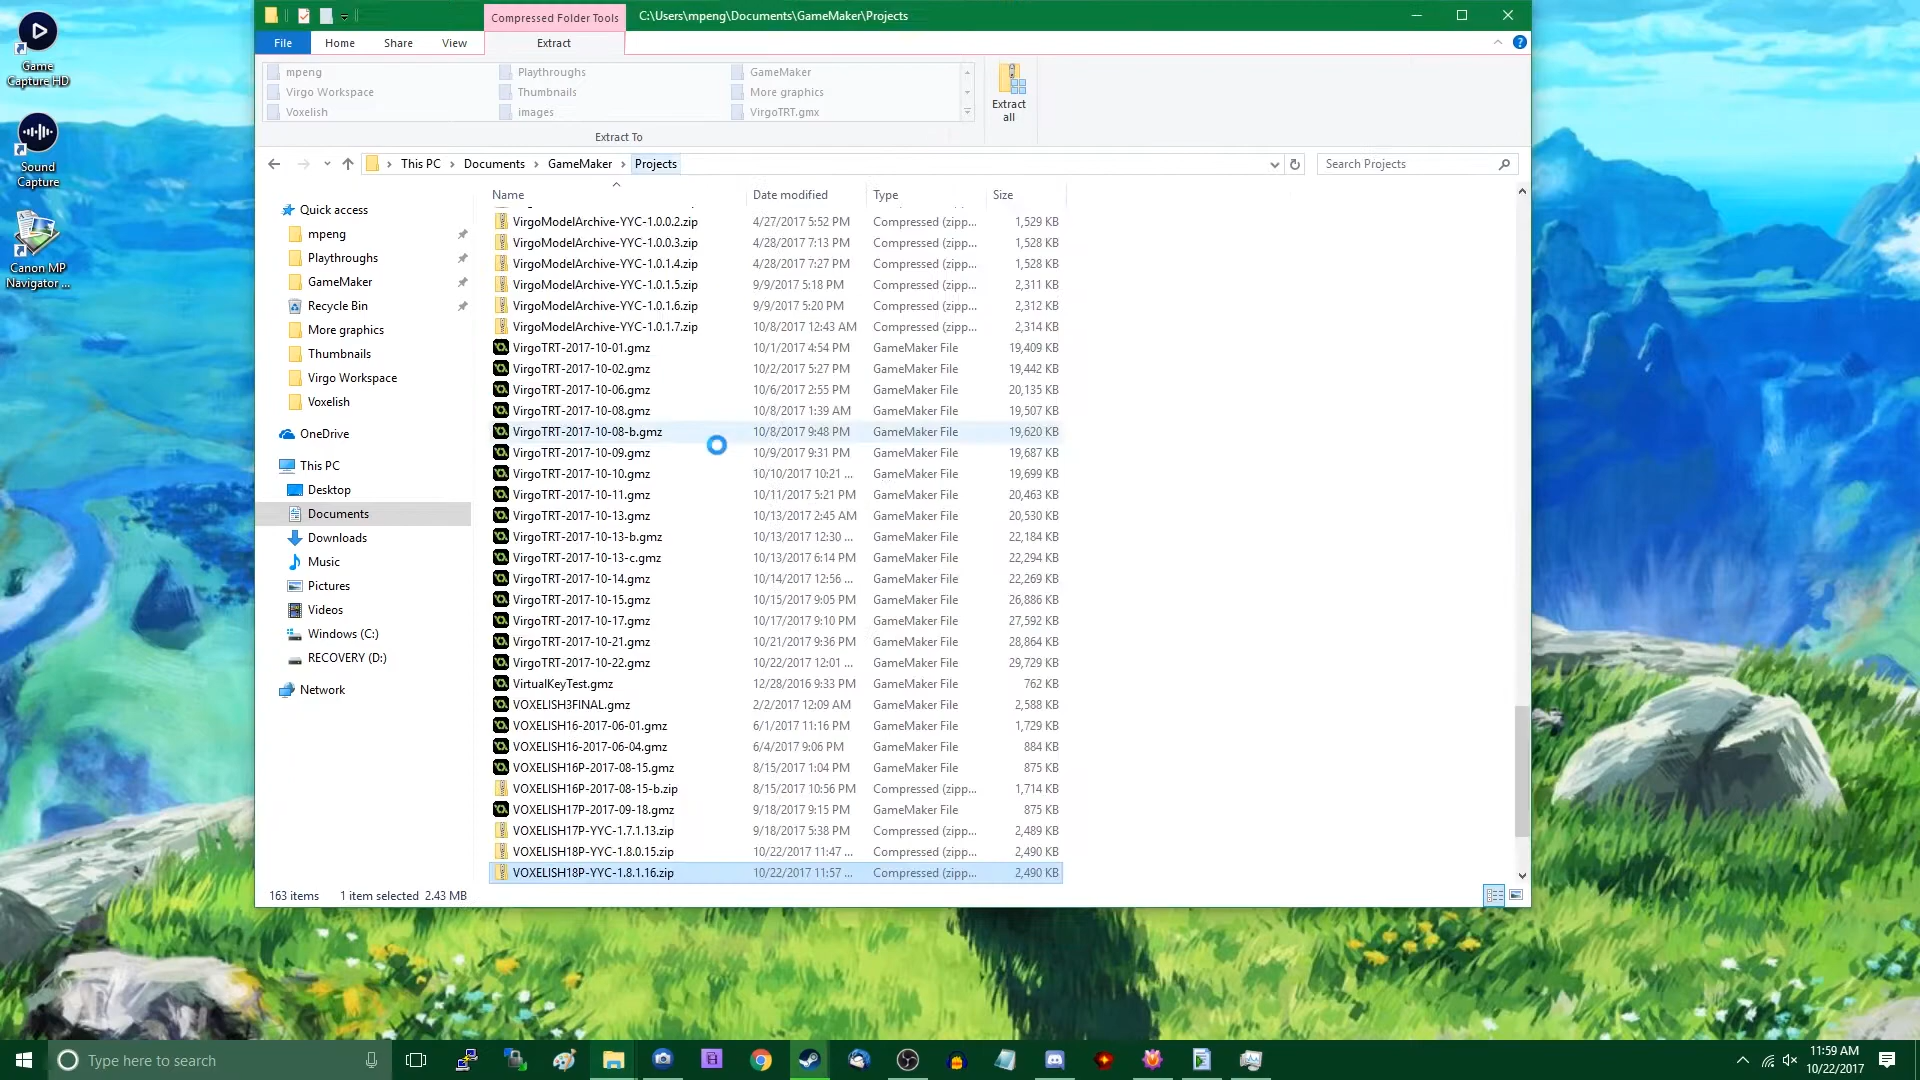 Compressed Folder Tools
C:\Users\mpeng\Documents\GameMaker\Projects
File Home Share View Extract
mpeng Playthroughs GameMaker
Virgo Workspace Thumbnails More graphics
Voxelish images VirgoTRT.gmx
Extract all
Extract To
This PC Documents GameMaker Projects
Search Projects
Name Date modified Type Size
VirgoModelArchive-YYC-1.0.0.2.zip 4/27/2017 5:52 PM Compressed (zipp... 1,529 KB
VirgoModelArchive-YYC-1.0.0.3.zip 4/28/2017 7:13 PM Compressed (zipp... 1,528 KB
VirgoModelArchive-YYC-1.0.1.4.zip 4/28/2017 7:27 PM Compressed (zipp... 1,528 KB
VirgoModelArchive-YYC-1.0.1.5.zip 9/9/2017 5:18 PM Compressed (zipp... 2,311 KB
VirgoModelArchive-YYC-1.0.1.6.zip 9/9/2017 5:20 PM Compressed (zipp... 2,312 KB
VirgoModelArchive-YYC-1.0.1.7.zip 10/8/2017 12:43 AM Compressed (zipp... 2,314 KB
VirgoTRT-2017-10-01.gmz 10/1/2017 4:54 PM GameMaker File 19,409 KB
VirgoTRT-2017-10-02.gmz 10/2/2017 5:27 PM GameMaker File 19,442 KB
VirgoTRT-2017-10-06.gmz 10/6/2017 2:55 PM GameMaker File 20,135 KB
VirgoTRT-2017-10-08.gmz 10/8/2017 1:39 AM GameMaker File 19,507 KB
VirgoTRT-2017-10-08-b.gmz 10/8/2017 9:48 PM GameMaker File 19,620 KB
VirgoTRT-2017-10-09.gmz 10/9/2017 9:31 PM GameMaker File 19,687 KB
VirgoTRT-2017-10-10.gmz 10/10/2017 10:21 ... GameMaker File 19,699 KB
VirgoTRT-2017-10-11.gmz 10/11/2017 5:21 PM GameMaker File 20,463 KB
VirgoTRT-2017-10-13.gmz 10/13/2017 2:45 AM GameMaker File 20,530 KB
VirgoTRT-2017-10-13-b.gmz 10/13/2017 12:30 ... GameMaker File 22,184 KB
VirgoTRT-2017-10-13-c.gmz 10/13/2017 6:14 PM GameMaker File 22,294 KB
VirgoTRT-2017-10-14.gmz 10/14/2017 12:56 ... GameMaker File 22,269 KB
VirgoTRT-2017-10-15.gmz 10/15/2017 9:05 PM GameMaker File 26,886 KB
VirgoTRT-2017-10-17.gmz 10/17/2017 9:10 PM GameMaker File 27,592 KB
VirgoTRT-2017-10-21.gmz 10/21/2017 9:36 PM GameMaker File 28,864 KB
VirgoTRT-2017-10-22.gmz 10/22/2017 12:01 ... GameMaker File 29,729 KB
VirtualKeyTest.gmz 12/28/2016 9:33 PM GameMaker File 762 KB
VOXELISH3FINAL.gmz 2/2/2017 12:09 AM GameMaker File 2,588 KB
VOXELISH16-2017-06-01.gmz 6/1/2017 11:16 PM GameMaker File 1,729 KB
VOXELISH16-2017-06-04.gmz 6/4/2017 9:06 PM GameMaker File 884 KB
VOXELISH16P-2017-08-15.gmz 8/15/2017 1:04 PM GameMaker File 875 KB
VOXELISH16P-2017-08-15-b.zip 8/15/2017 10:56 PM Compressed (zipp... 1,714 KB
VOXELISH17P-2017-09-18.gmz 9/18/2017 9:15 PM GameMaker File 875 KB
VOXELISH17P-YYC-1.7.1.13.zip 9/18/2017 5:38 PM Compressed (zipp... 2,489 KB
VOXELISH18P-YYC-1.8.0.15.zip 10/22/2017 11:47 ... Compressed (zipp... 2,490 KB
VOXELISH18P-YYC-1.8.1.16.zip 10/22/2017 11:57 ... Compressed (zipp... 2,490 KB
Quick access
mpeng
Playthroughs
GameMaker
Recycle Bin
More graphics
Thumbnails
Virgo Workspace
Voxelish
OneDrive
This PC
Desktop
Documents
Downloads
Music
Pictures
Videos
Windows (C:)
RECOVERY (D:)
Network
163 items 1 item selected 2.43 MB
Game
Capture HD
Sound
Capture
Canon MP
Navigator ...
Type here to search
11:59 AM
10/22/2017